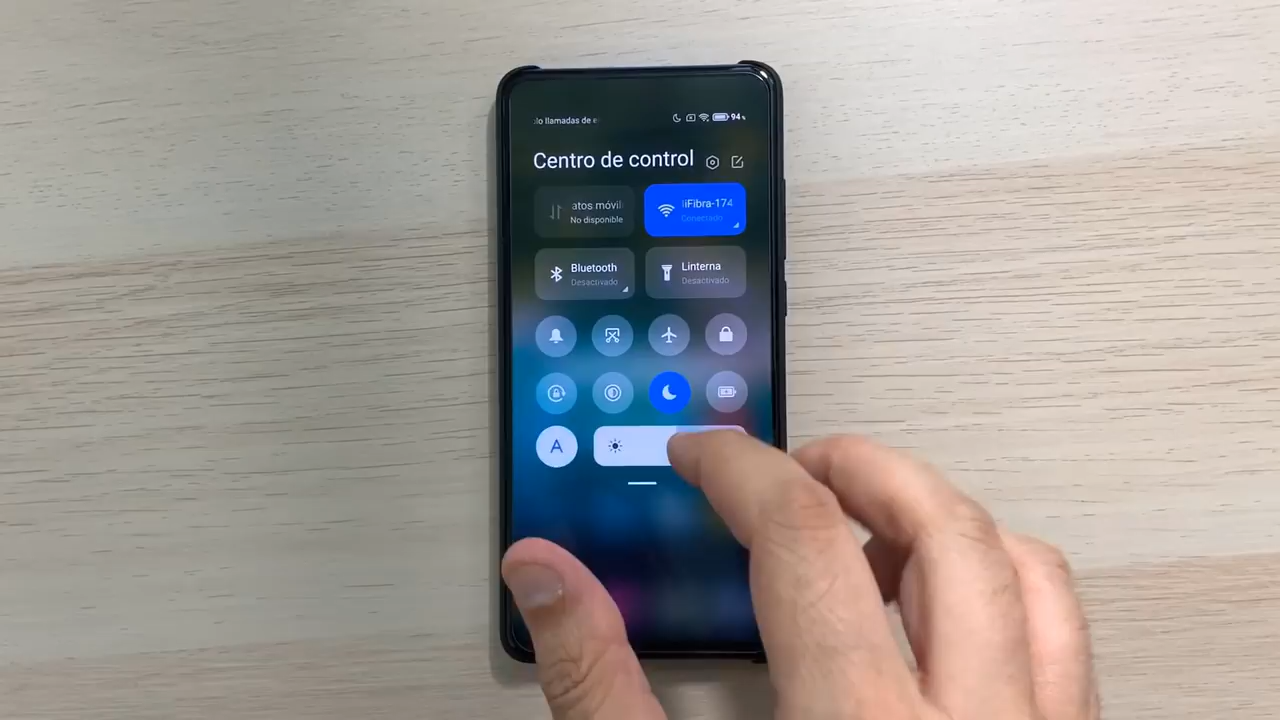 lo llamadas de e
94%
Centro de control
atos móvil
No disponible
iFibra-174
Conectado
Bluetooth
Desactivado
Linterna
Desactivado
A